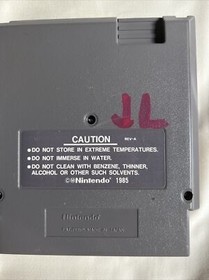 JL
CAUTION REV-A
•DO NOT STORE IN EXTREME TEMPERATURES.
•DO NOT IMMERSE IN WATER.
•DO NOT CLEAN WITH BENZENE, THINNER,
ALCOHOL OR OTHER SUCH SOLVENTS.
©®Nintendo® 1985
Nintendo